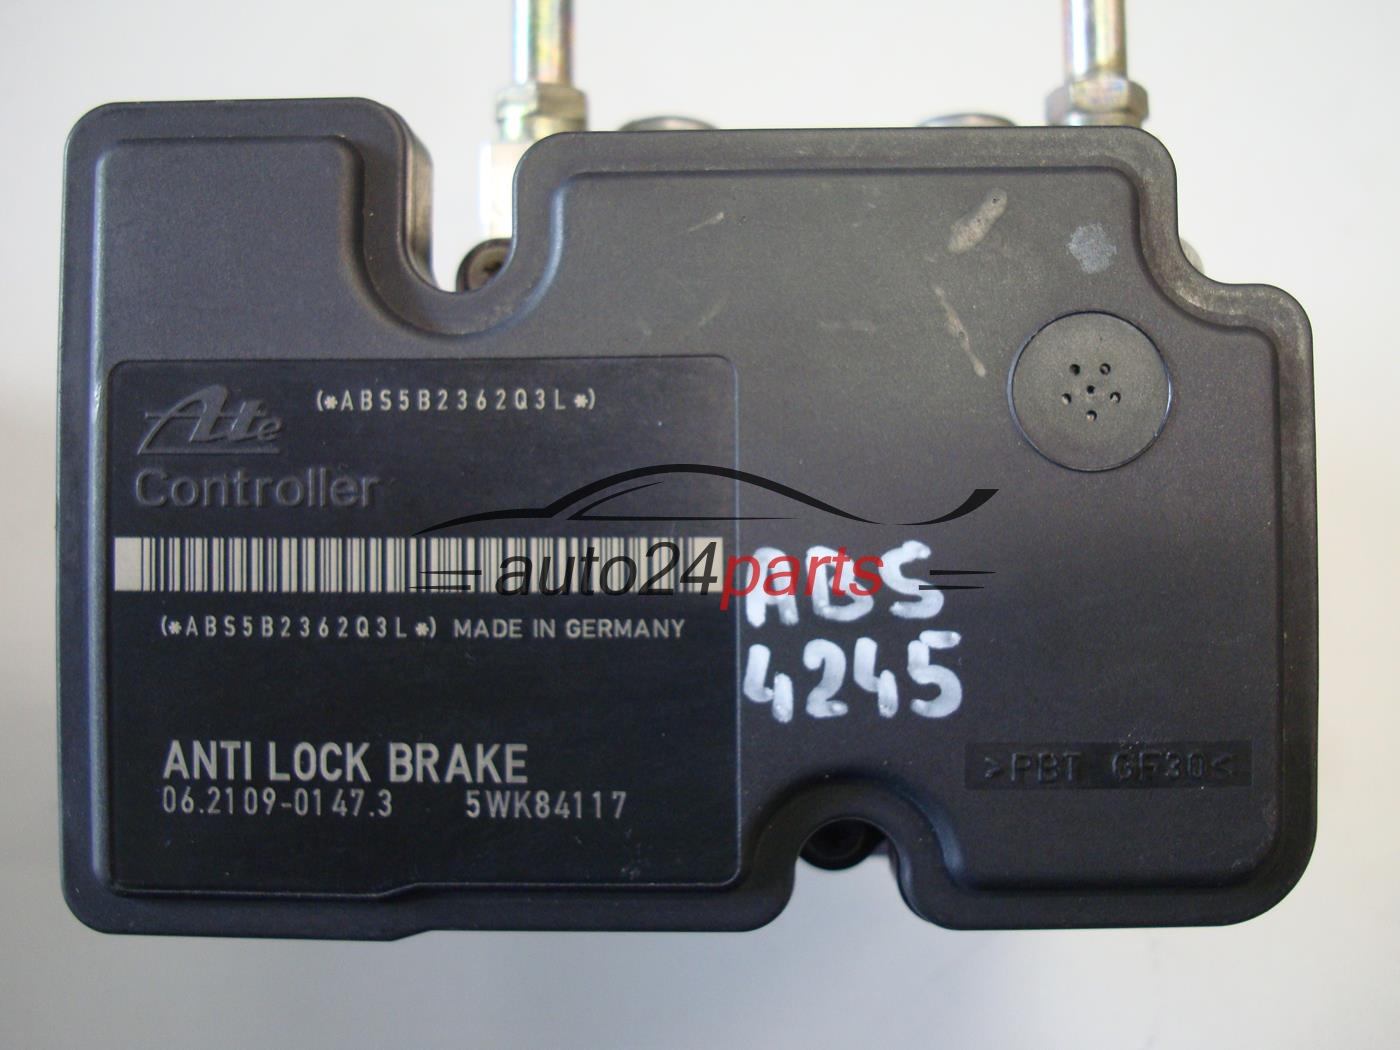 (*ABS5B2362Q3L*)
Ate
Controller
auto24parts
ABS
(*ABS5B2362Q3L*) MADE IN GERMANY
4245
ANTI LOCK BRAKE
>PBT GF30<
06.2109-0147.3 5WK84117